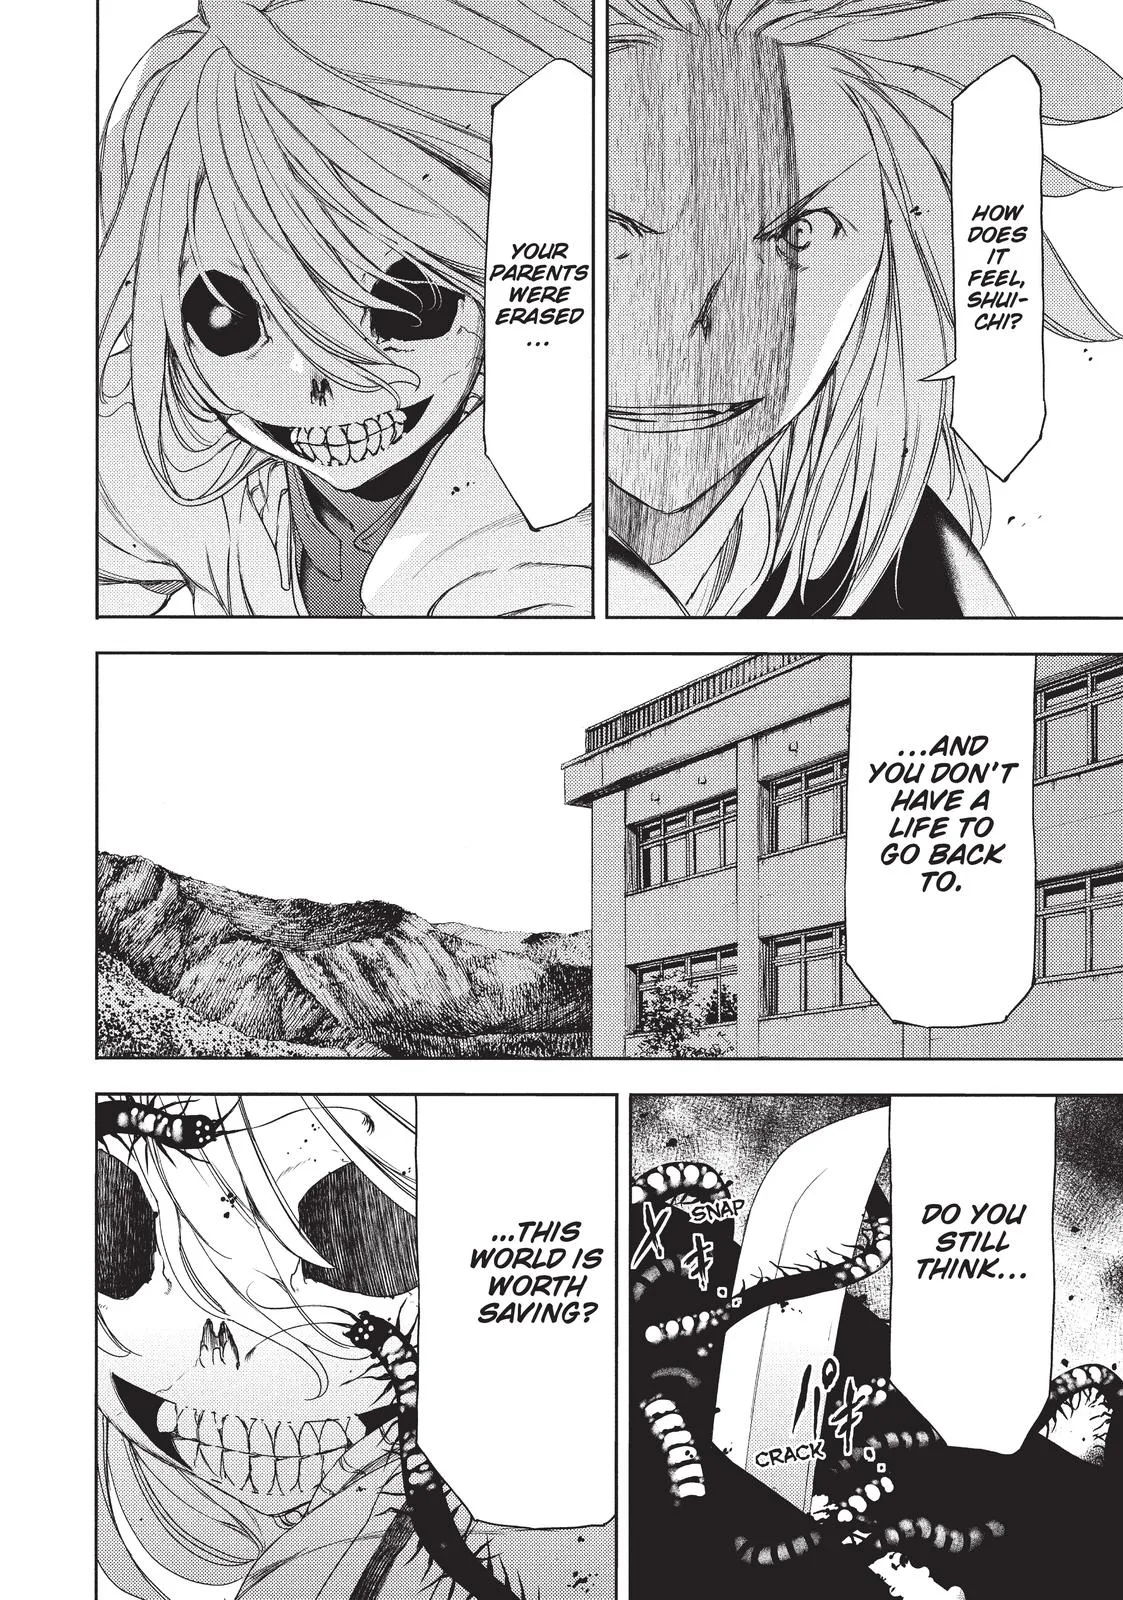 HOW
DOES
IT
FEEL,
SHUI-
CHI?
YOUR
PARENTS
WERE
ERASED
...
...AND
YOU DON'T
HAVE A
LIFE TO
GO BACK
TO.
SNAP
メキ
DO YOU
STILL
THINK...
パキ
CRACK
...THIS
WORLD IS
WORTH
SAVING?